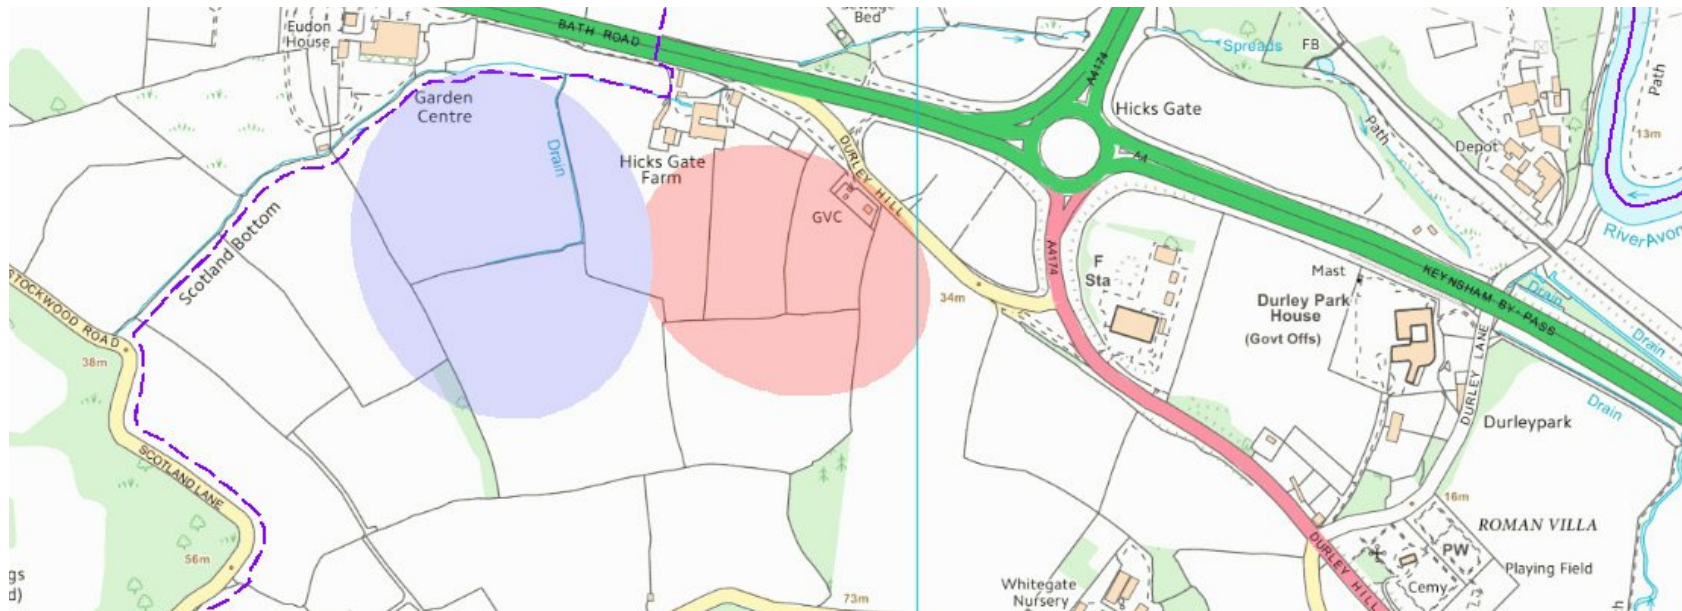 Eudon
House
BATH ROAD
Bed
Spreads
FB
A4174
Path
Garden
Centre
Hicks Gate
Path
13m
Drain
Hicks Gate
Farm
DURLEY HILL
A4
Depot
GVC
Scotland Bottom
River Avon
A4174
F
Sta
Mast
KEYNSHAM BY-PASS
Drain
STOCKWOOD ROAD
34m
Durley Park
House
(Govt Offs)
Drain
38m
DURLEY LANE
Drain
Durleypark
SCOTLAND LANE
16m
ROMAN VILLA
56m
DURLEY HILL
PW
Playing Field
Whitegate
Nursery
Cemy
73m